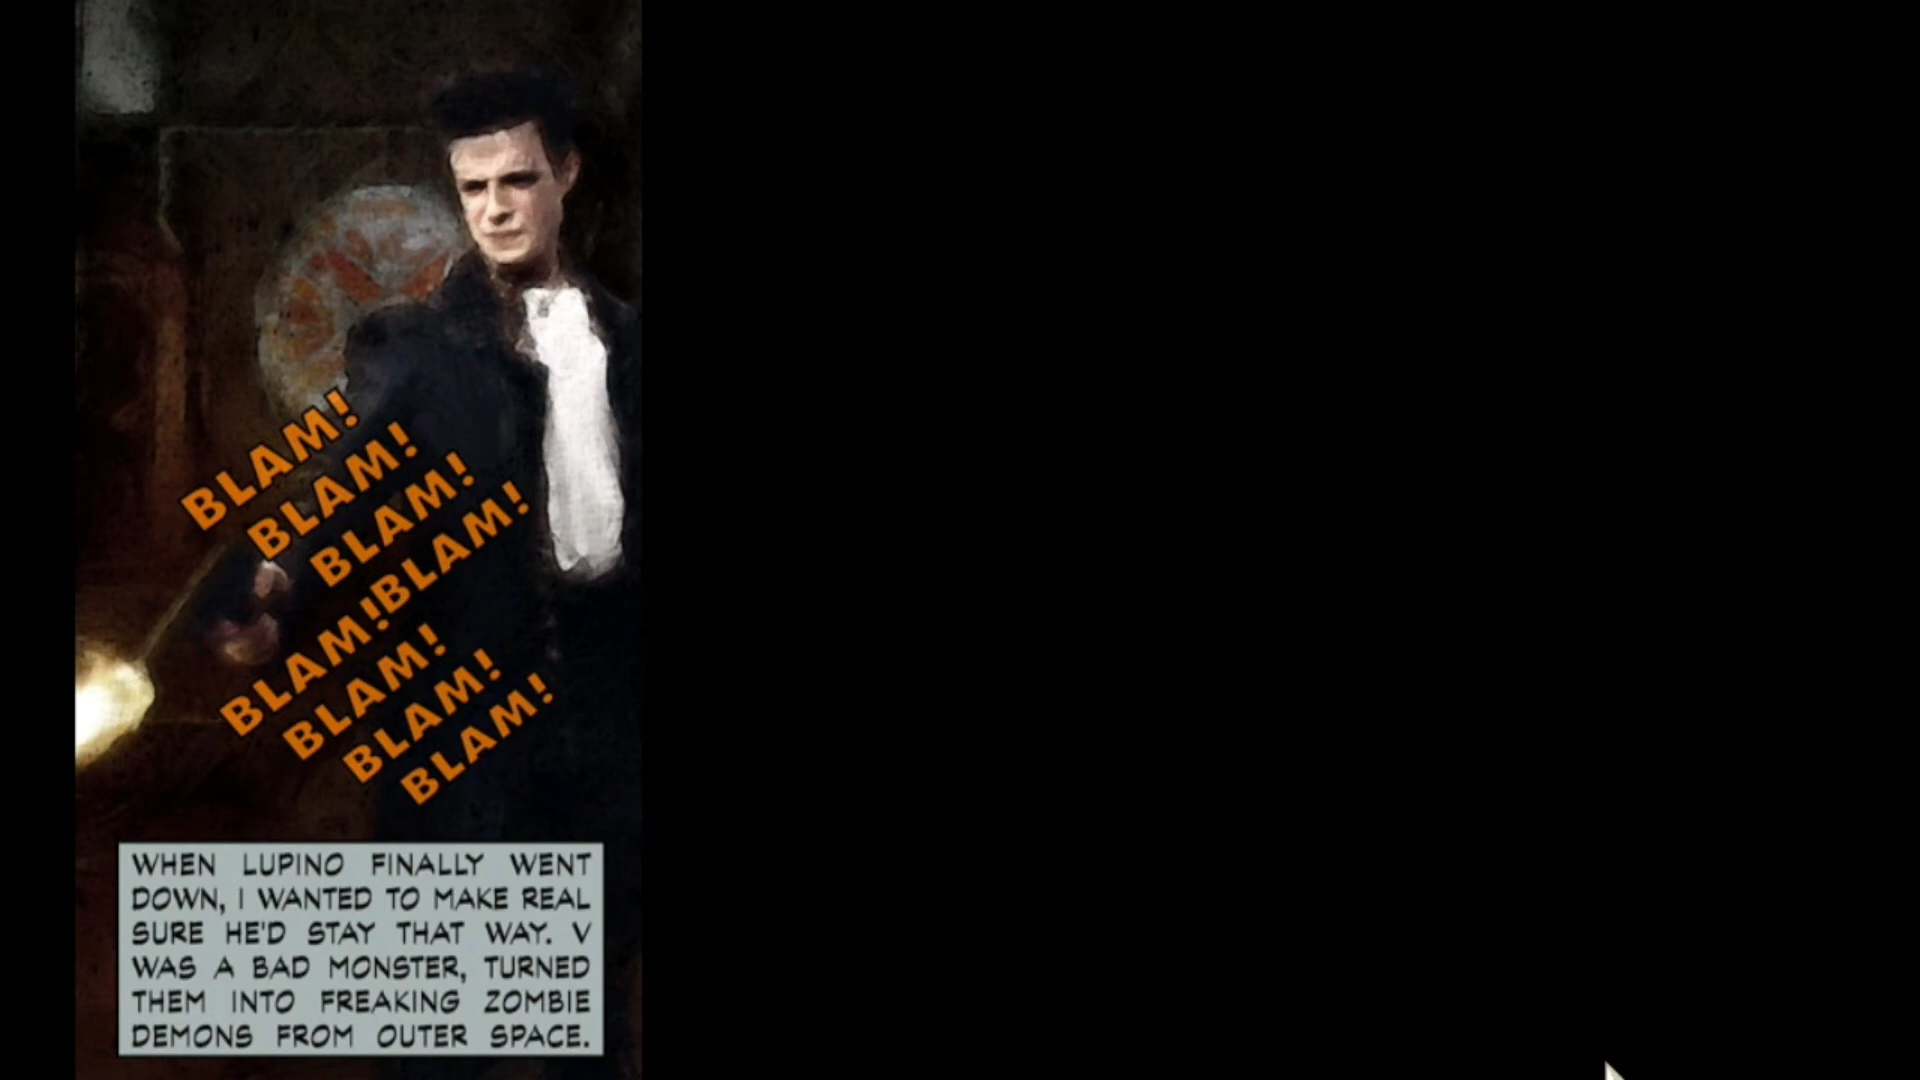 BLAM!
BLAM!
BLAM!
BLAM!
BLAM!
BLAM!
BLAM!
BLAM!
WHEN LUPINO FINALLY WENT
DOWN, I WANTED TO MAKE REAL
SURE HE'D STAY THAT WAY. V
WAS A BAD MONSTER, TURNED
THEM INTO FREAKING ZOMBIE
DEMONS FROM OUTER SPACE.